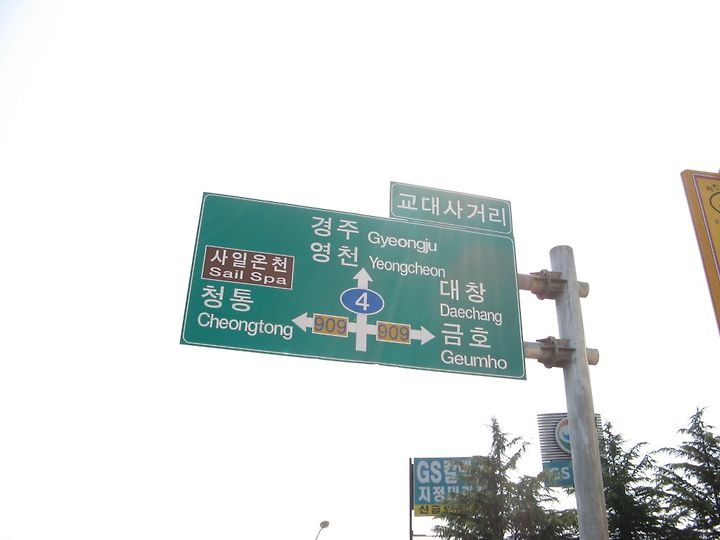 교대사거리
경주 Gyeongju
영천 Yeongcheon
사일온천
Sail Spa
청통
Cheongtong
4
909
909
대창
Daechang
금호
Geumho
GS
GS
지정